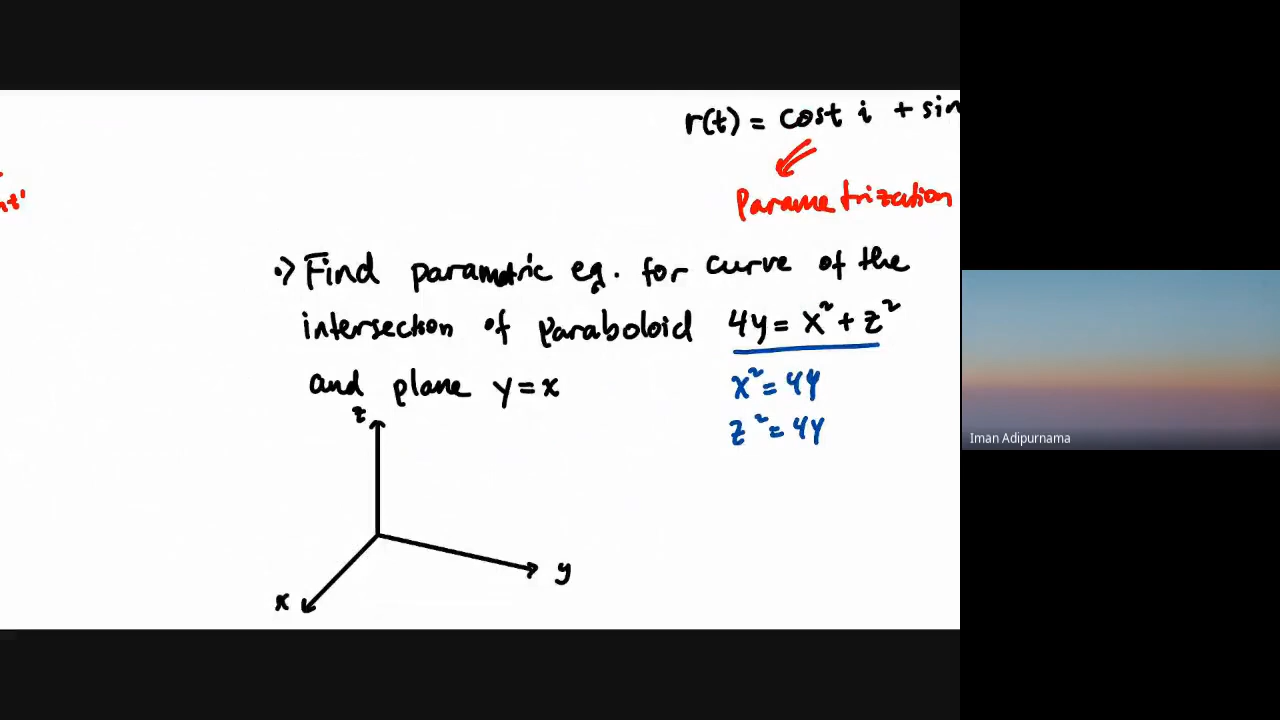 r(t) = cost i + sin
Parametrization
•) Find parametric eq. for curve of the
intersection of paraboloid 4y = x² + z²
and plane y = x
x² = 4y
z² = 4y
z
y
x
Iman Adipurnama